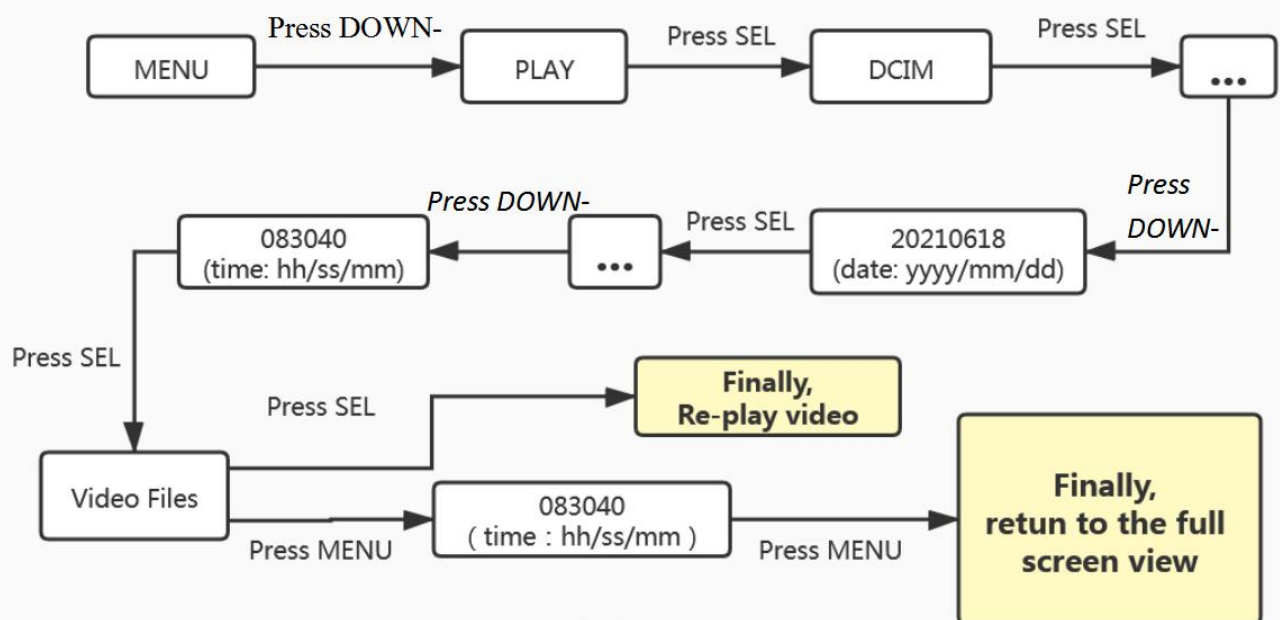 Press DOWN-
Press SEL
Press SEL
MENU
PLAY
DCIM
...
Press
DOWN-
Press DOWN-
Press SEL
083040
(time: hh/ss/mm)
...
20210618
(date: yyyy/mm/dd)
Press SEL
Press SEL
Finally,
Re-play video
Video Files
Press MENU
083040
( time : hh/ss/mm )
Press MENU
Finally,
retun to the full
screen view